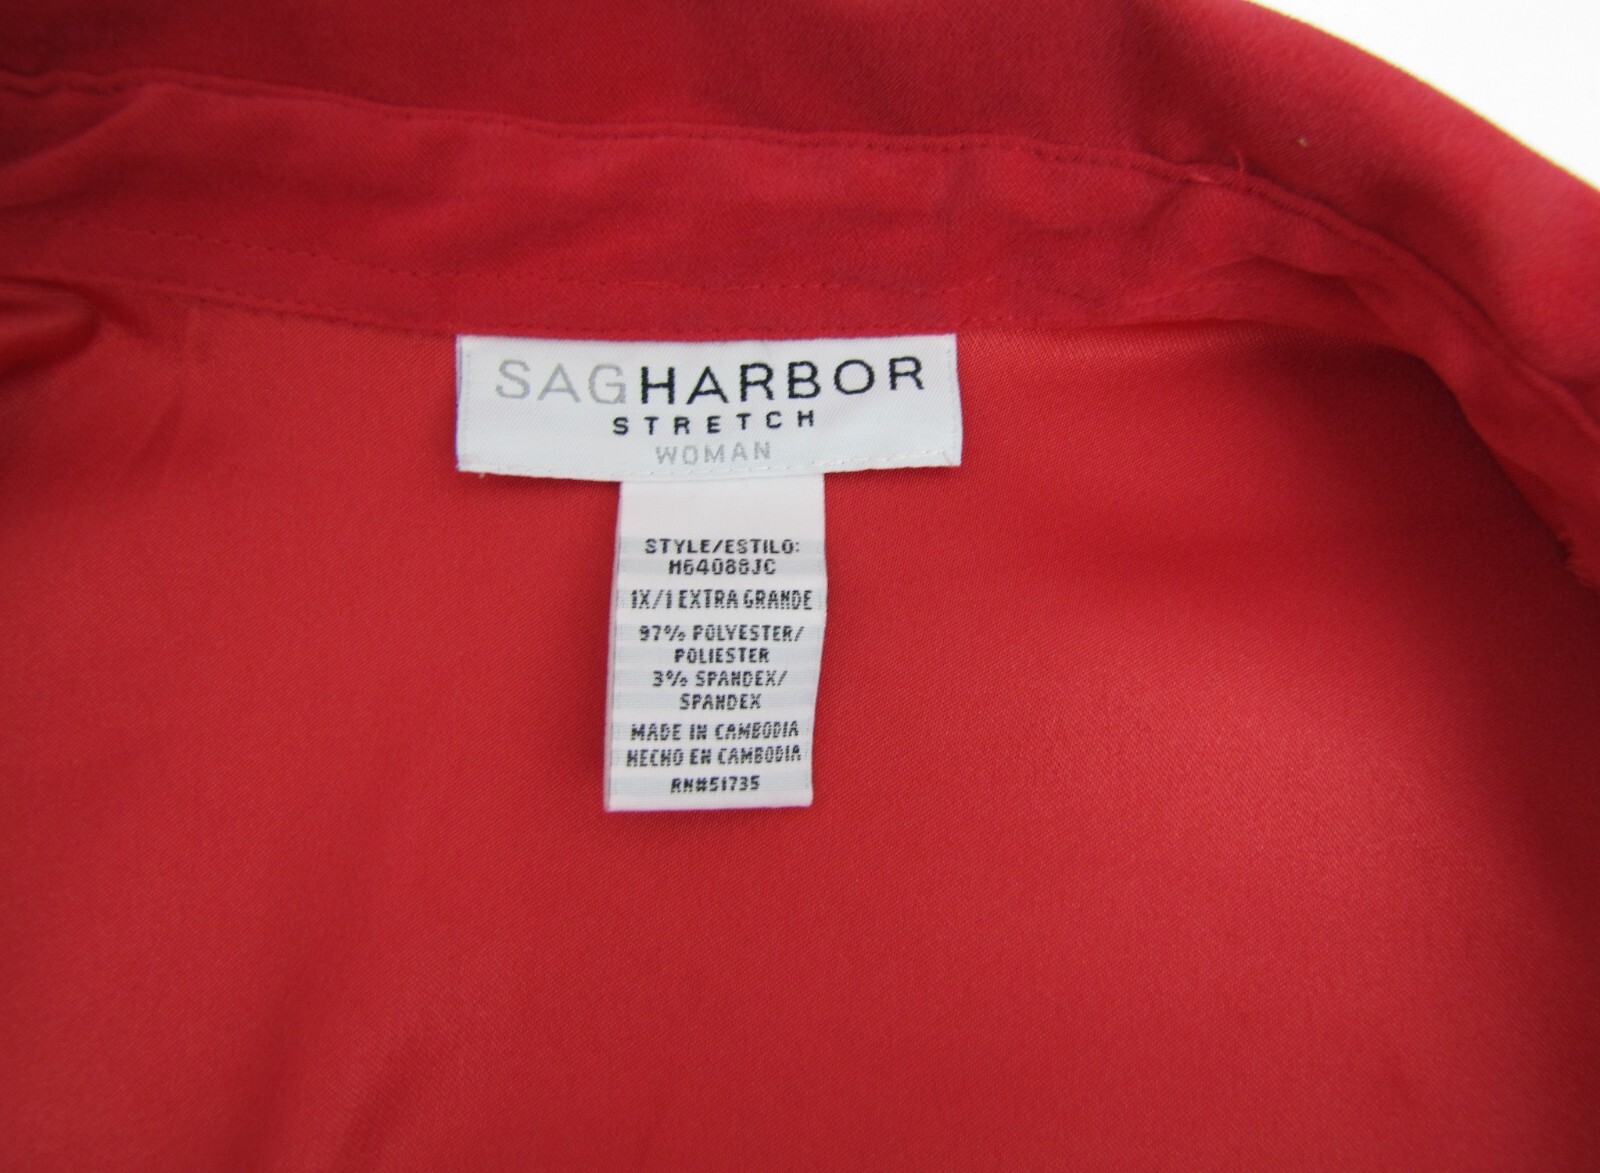 SAGHARBOR
STRETCH
WOMAN
STYLE/ESTILO:
H64088JC
1X/1 EXTRA GRANDE
97% POLYESTER/
POLIESTER
3% SPANDEX/
SPANDEX
MADE IN CAMBODIA
HECHO EN CAMBODIA
RN#51735